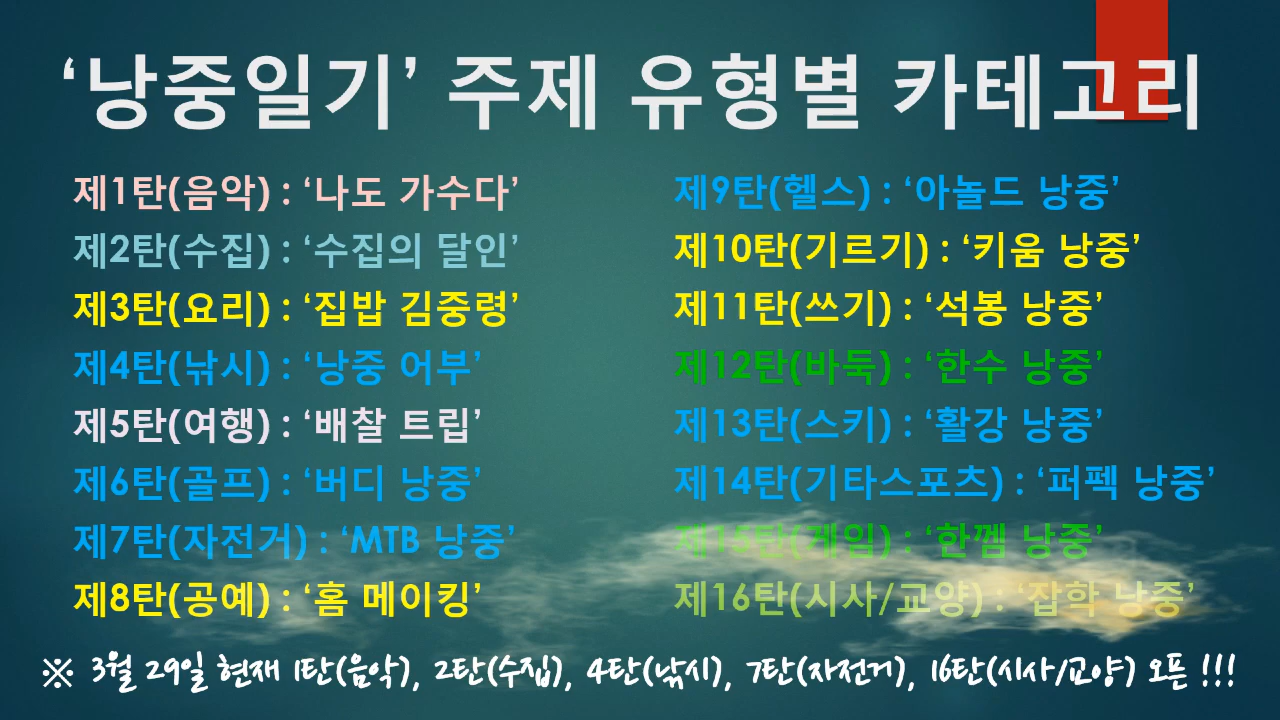 ‘낭중일기’ 주제 유형별 카테고리
제1탄(음악) : ‘나도 가수다’
제2탄(수집) : ‘수집의 달인’
제3탄(요리) : ‘집밥 김중령’
제4탄(낚시) : ‘낭중 어부’
제5탄(여행) : ‘배찰 트립’
제6탄(골프) : ‘버디 낭중’
제7탄(자전거) : ‘MTB 낭중’
제8탄(공예) : ‘홈 메이킹’
제9탄(헬스) : ‘아놀드 낭중’
제10탄(기르기) : ‘키움 낭중’
제11탄(쓰기) : ‘석봉 낭중’
제12탄(바둑) : ‘한수 낭중’
제13탄(스키) : ‘활강 낭중’
제14탄(기타스포츠) : ‘퍼펙 낭중’
제15탄(게임) : ‘한껨 낭중’
제16탄(시사/교양) : ‘잡학 낭중’
※ 3월 29일 현재 1탄(음악), 2탄(수집), 4탄(낚시), 7탄(자전거), 16탄(시사/교양) 오픈 !!!